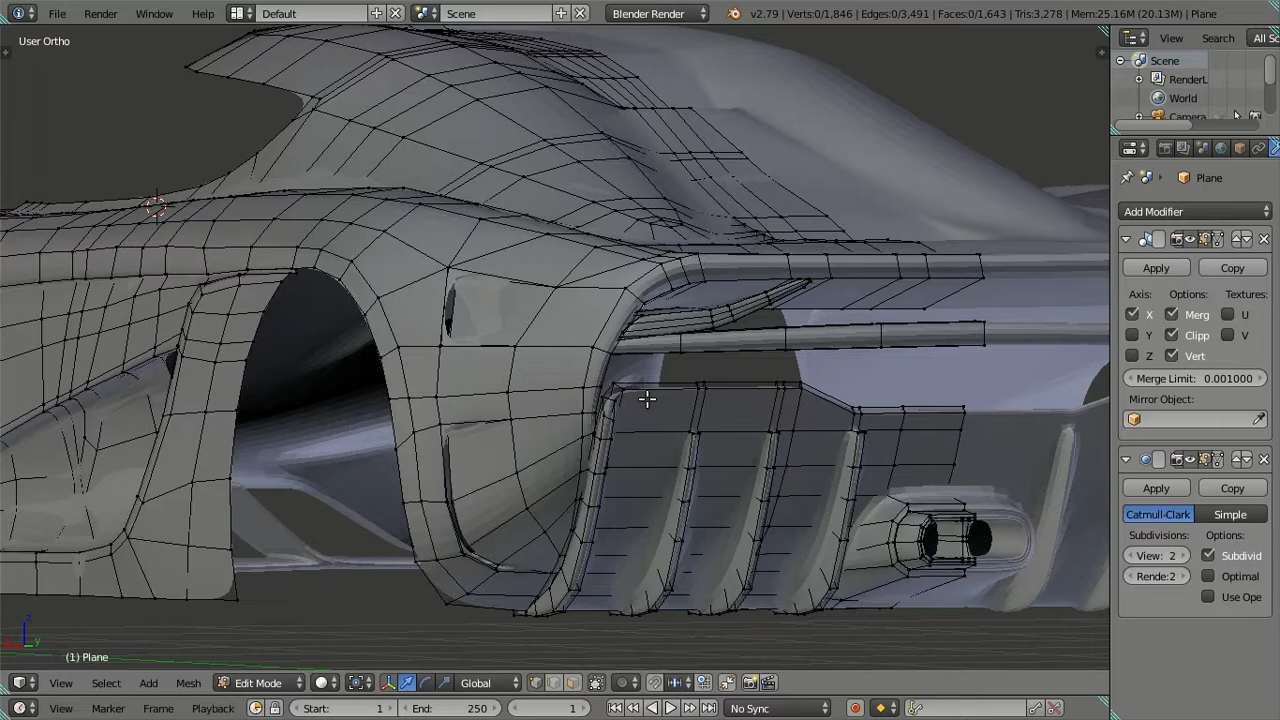 File Render Window Help Default Scene Blender Render v2.79 | Verts:0/1,846 | Edges:0/3,491 | Faces:0/1,643 | Tris:3,278 | Mem:25.16M (20.13M) | Plane
User Ortho
View Search All Sc
Scene
RenderL
World
Camera
Plane
Add Modifier
Apply Copy
Axis: Options: Textures:
X Merg U
Y Clipp V
Z Vert
Merge Limit: 0.001000
Mirror Object:
Apply Copy
Catmull-Clark Simple
Subdivisions: Options:
View: 2 Subdivid
Rende:2 Optimal
Use Ope
z
x y
(1) Plane
View Select Add Mesh Edit Mode Global
View Marker Frame Playback Start: 1 End: 250 1 No Sync